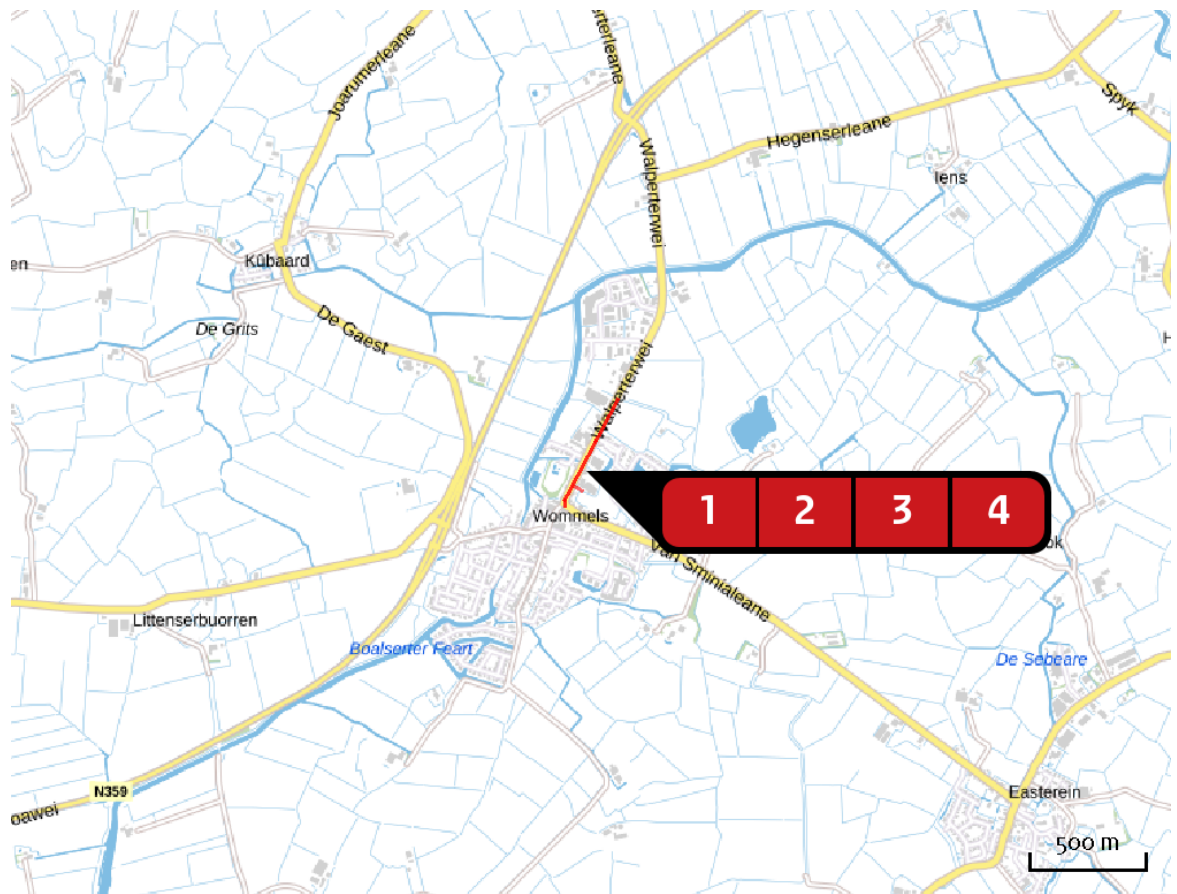 Joarumerleane
erterleane
Spyk
Hegenserleane
Walperterwei
Iens
en
Kûbaard
De Grits
De Gaest
H
Walperterwei
1 2 3 4
Wommels
ok
Van Sminialeane
Littenserbuorren
Boalserter Feart
De Sebeare
N359
Easterein
oawei
500 m